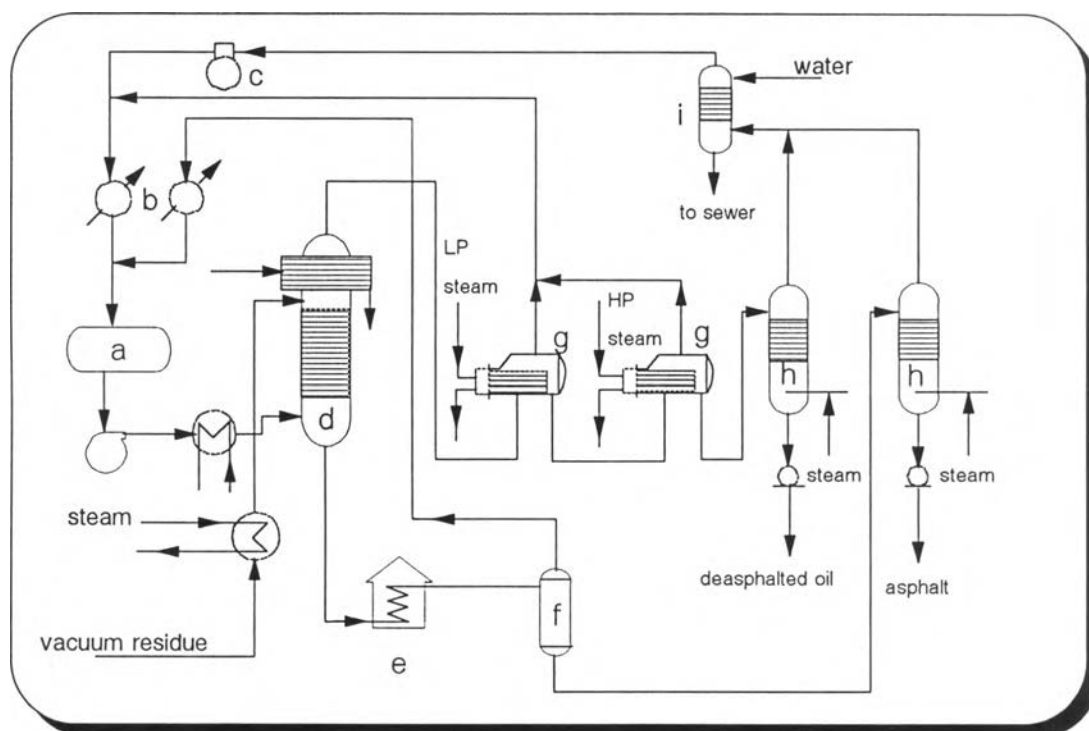 c
water
i
b
to sewer
LP
steam
HP
steam
a
g
g
h
h
d
steam
steam
steam
deasphalted oil
asphalt
f
vacuum residue
e